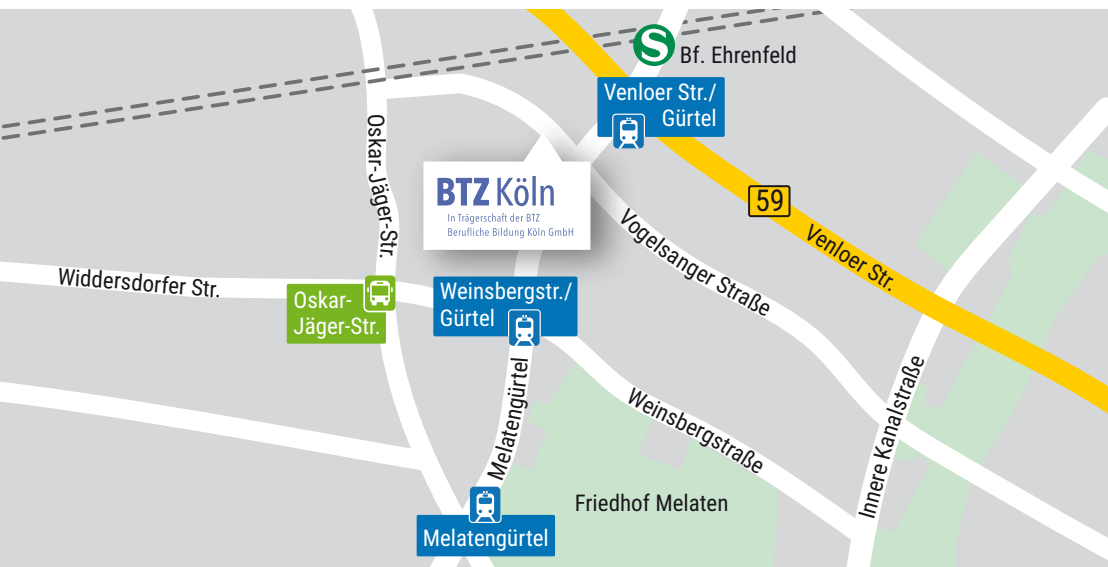 S
Bf. Ehrenfeld
Venloer Str./
Gürtel
Oskar-Jäger-Str.
BTZ Köln
In Trägerschaft der BTZ
Berufliche Bildung Köln GmbH
59
Vogelsanger Straße
Venloer Str.
Widdersdorfer Str.
Oskar-
Jäger-Str.
Weinsbergstr./
Gürtel
Melatengürtel
Weinsbergstraße
Innere Kanalstraße
Friedhof Melaten
Melatengürtel